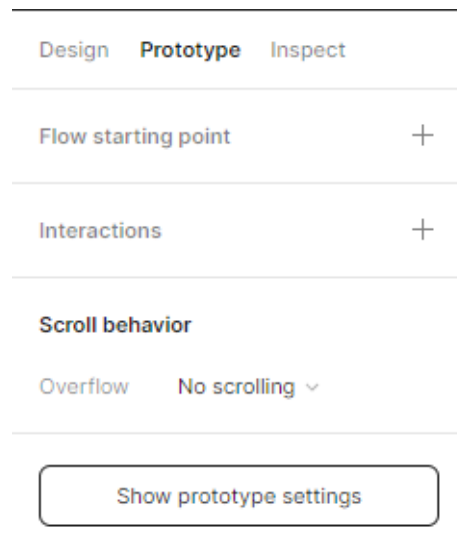 Design Prototype Inspect
Flow starting point
Interactions
Scroll behavior
Overflow No scrolling
Show prototype settings